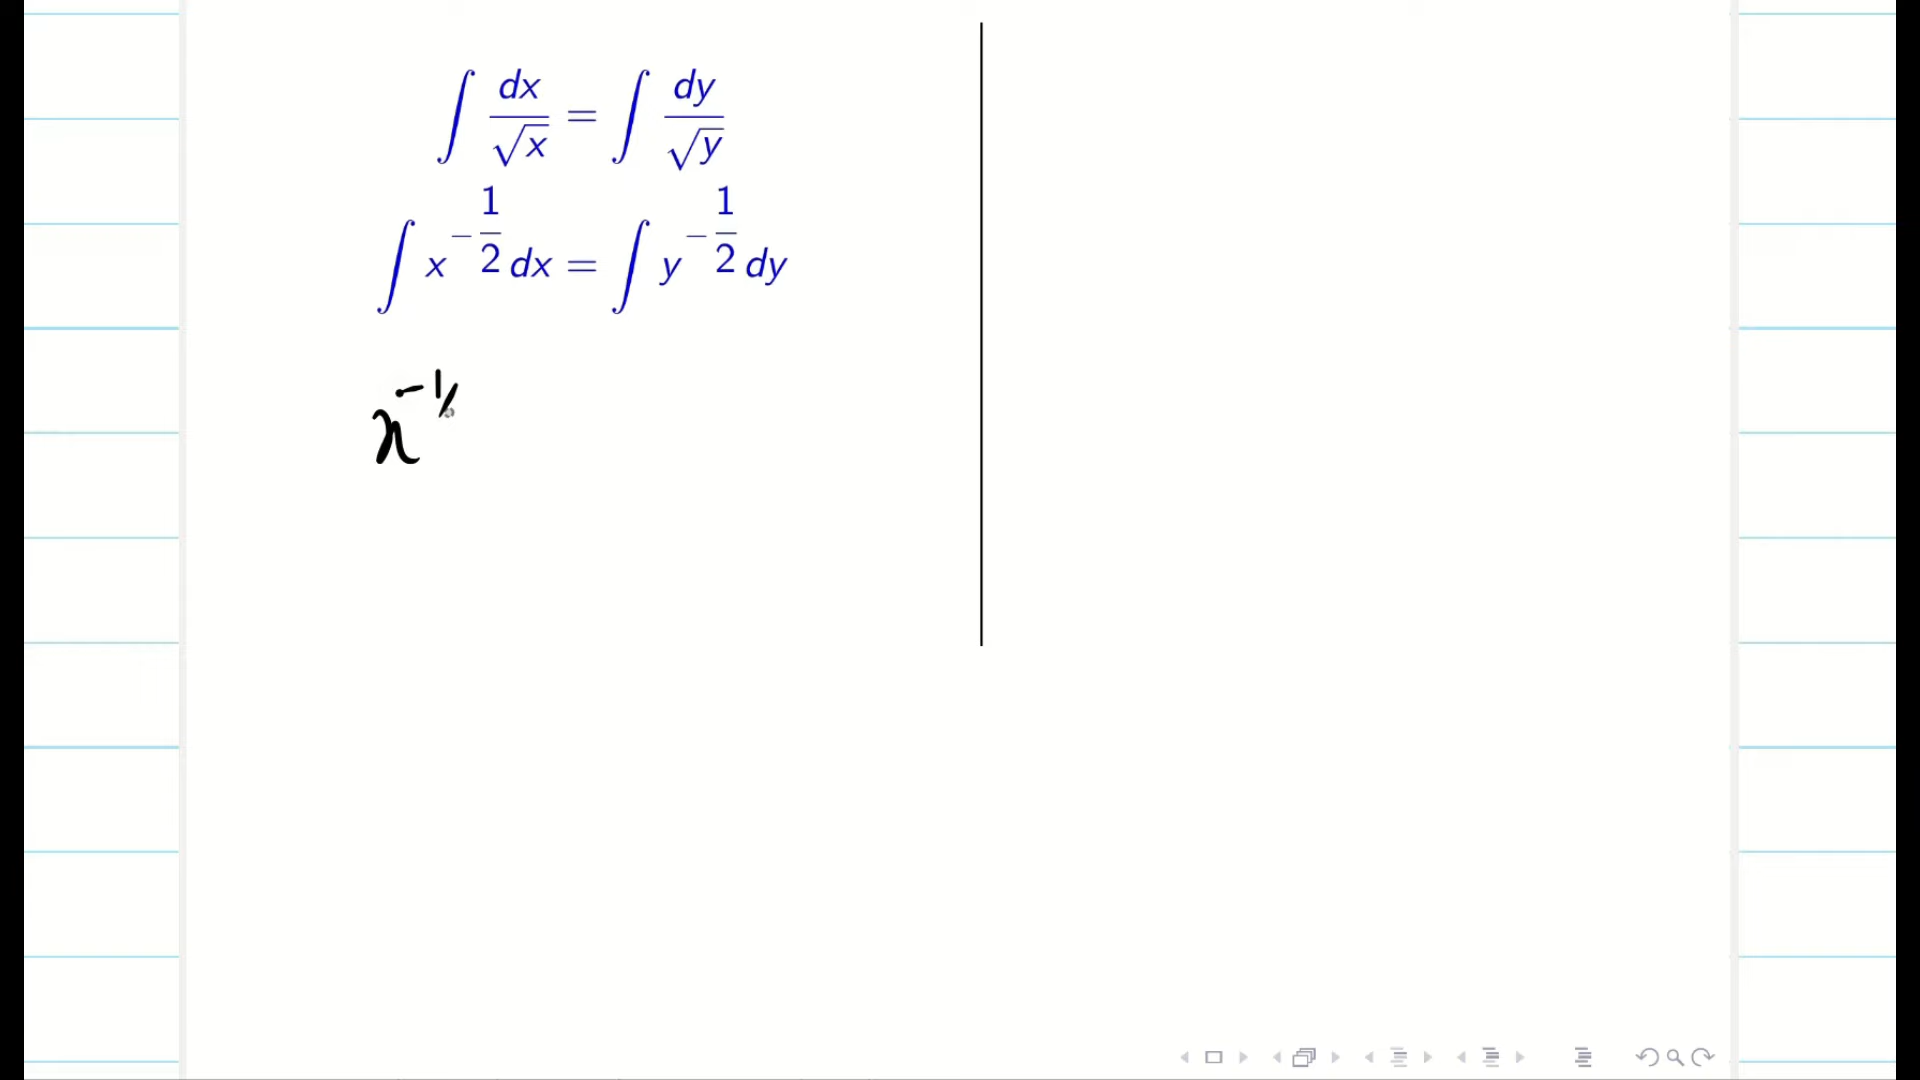 ∫ dx/√x = ∫ dy/√y
∫ x^(-1/2) dx = ∫ y^(-1/2) dy
x^-1/